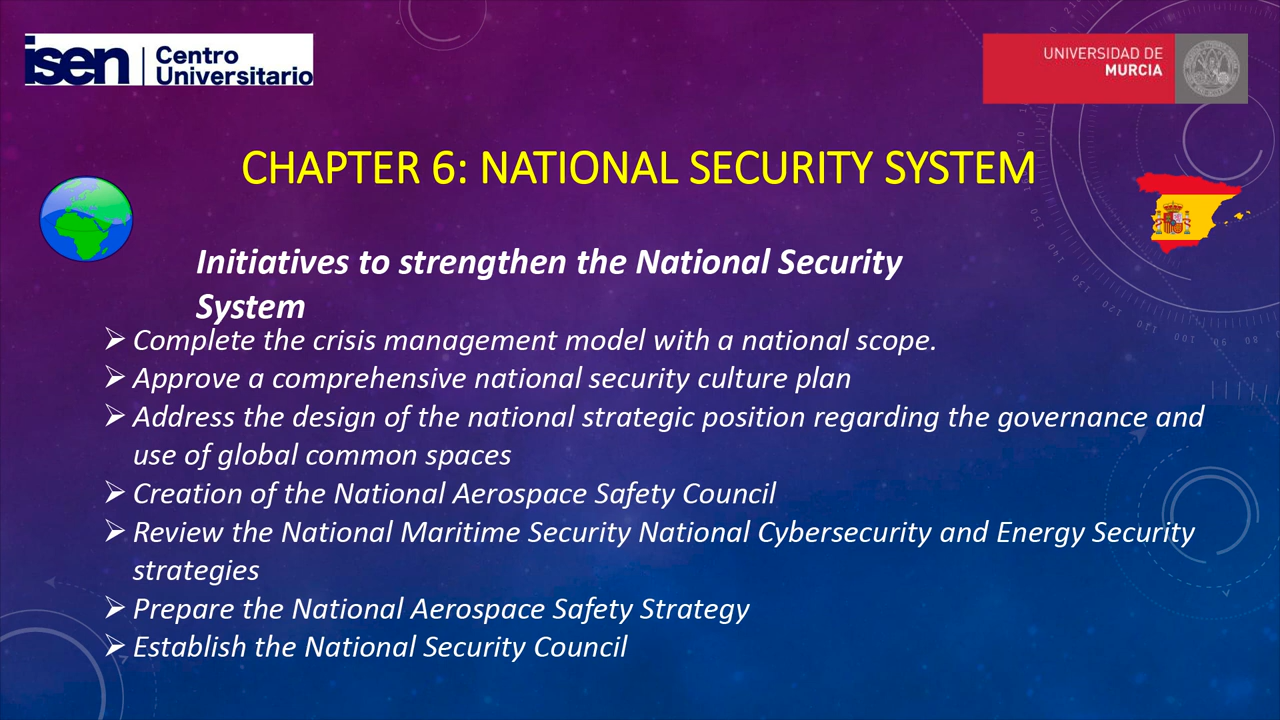 isen Centro
Universitario
UNIVERSIDAD DE
MURCIA
CHAPTER 6: NATIONAL SECURITY SYSTEM
Initiatives to strengthen the National Security
System
➢ Complete the crisis management model with a national scope.
➢ Approve a comprehensive national security culture plan
➢ Address the design of the national strategic position regarding the governance and
use of global common spaces
➢ Creation of the National Aerospace Safety Council
➢ Review the National Maritime Security National Cybersecurity and Energy Security
strategies
➢ Prepare the National Aerospace Safety Strategy
➢ Establish the National Security Council